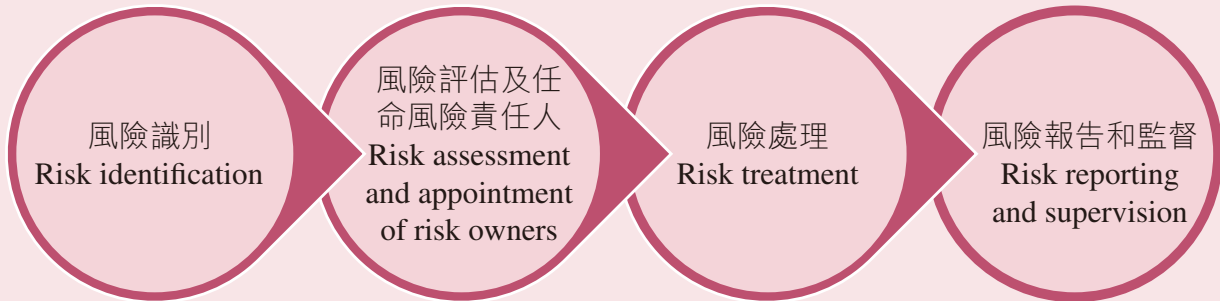 風險識別
Risk identification
風險評估及任
命風險責任人
Risk assessment
and appointment
of risk owners
風險處理
Risk treatment
風險報告和監督
Risk reporting
and supervision